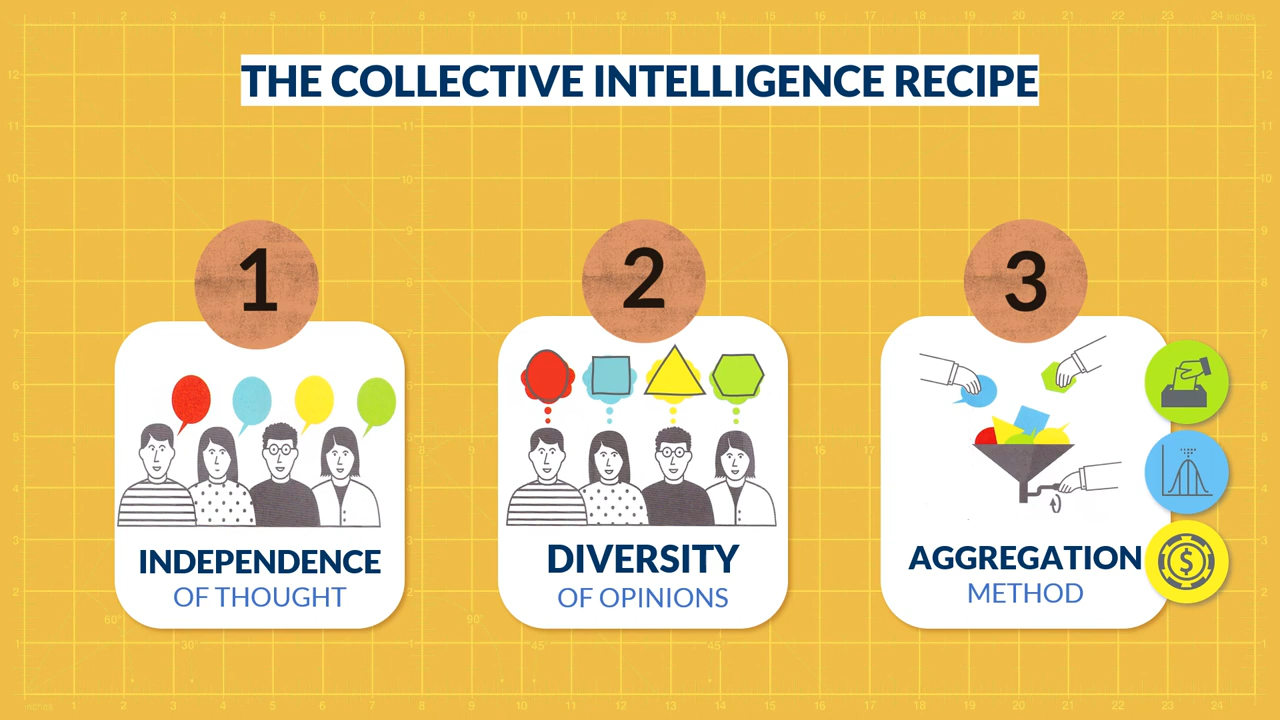 THE COLLECTIVE INTELLIGENCE RECIPE
1
2
3
INDEPENDENCE
OF THOUGHT
DIVERSITY
OF OPINIONS
AGGREGATION
METHOD
$